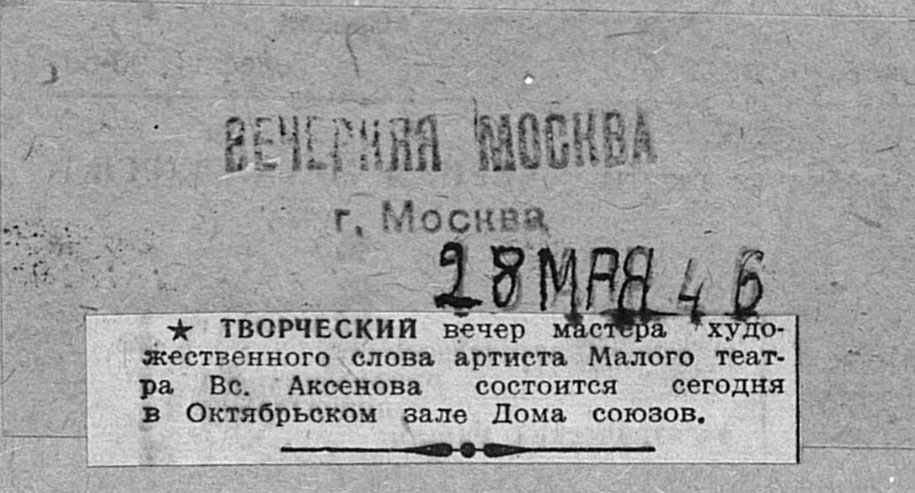 ВЕЧЕРНЯЯ МОСКВА
г. Москва
28 МАЯ 46
★ ТВОРЧЕСКИЙ вечер мастера худо-
жественного слова артиста Малого теат-
ра Вс. Аксенова состоится сегодня
в Октябрьском зале Дома союзов.